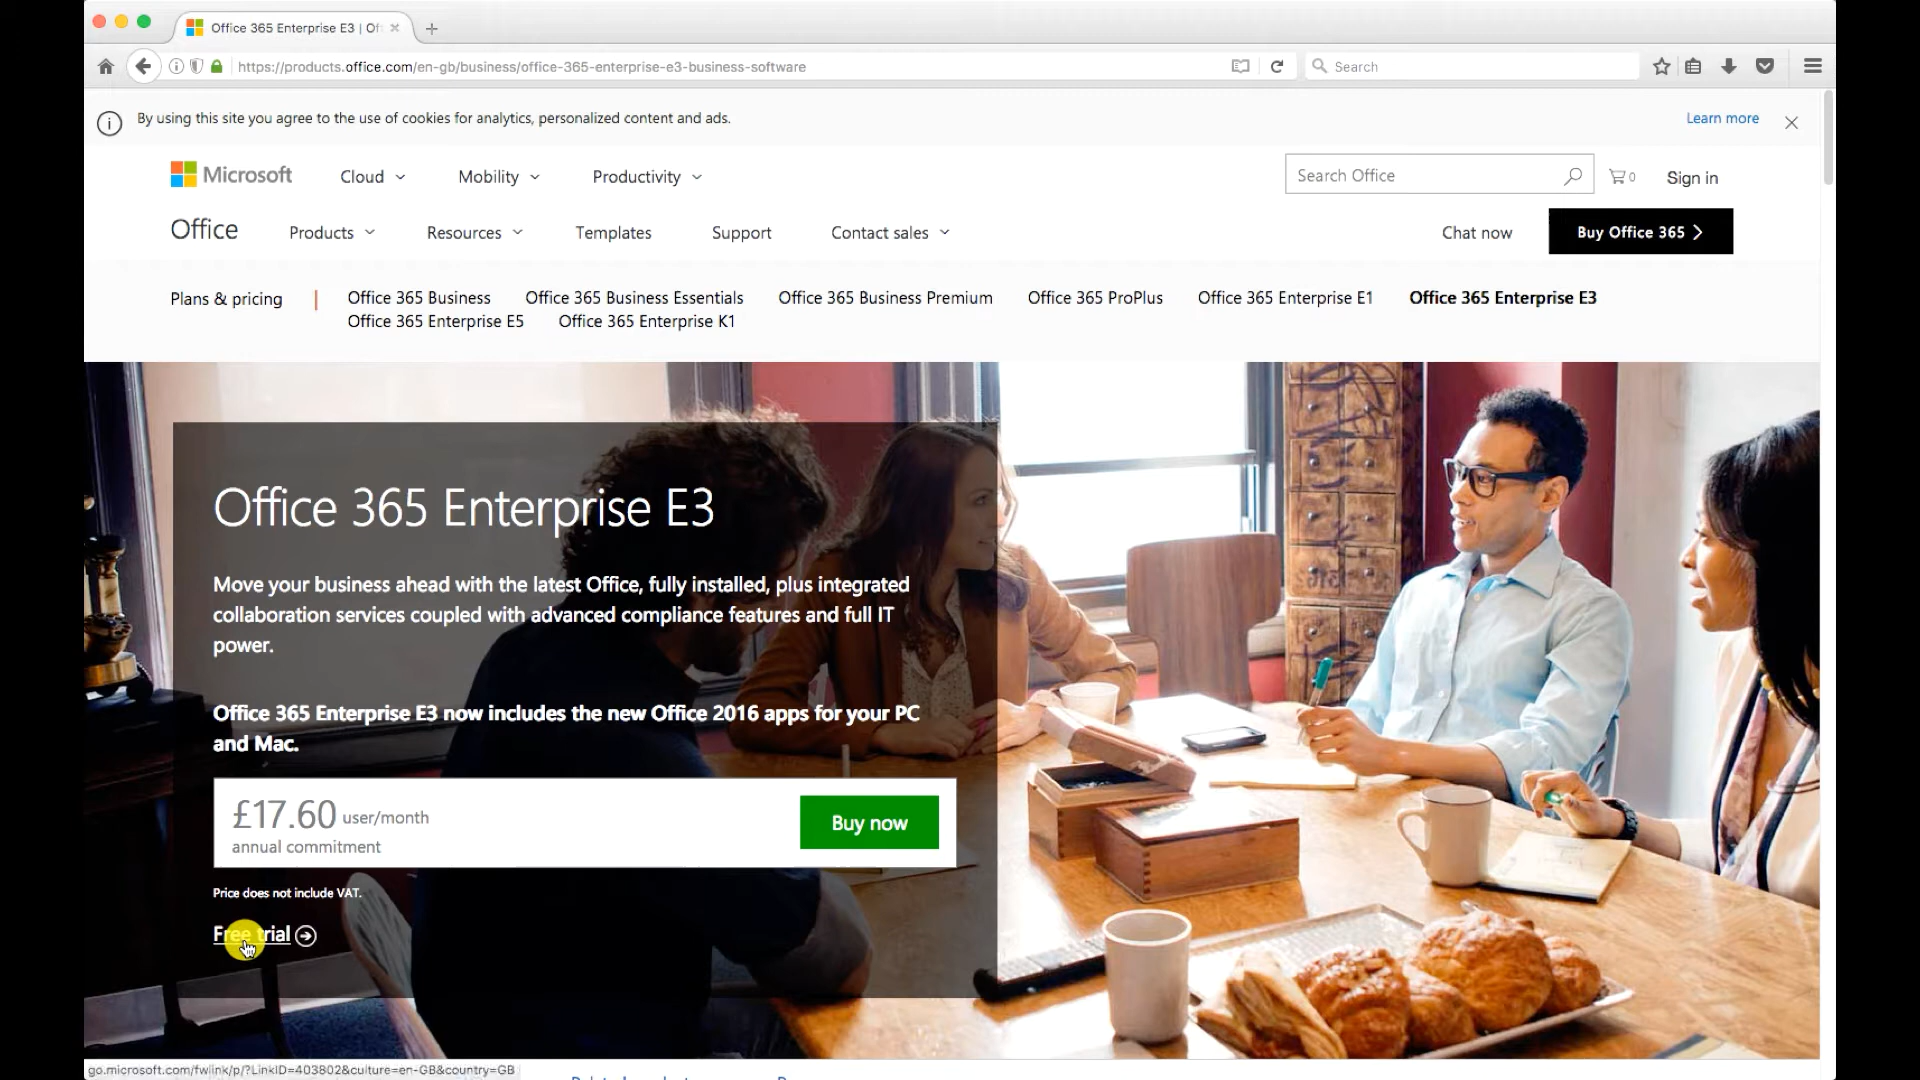 Office 365 Enterprise E3 | Of
https://products.office.com/en-gb/business/office-365-enterprise-e3-business-software
Search
By using this site you agree to the use of cookies for analytics, personalized content and ads.
Learn more
Microsoft
Cloud
Mobility
Productivity
Search Office
0
Sign in
Office
Products
Resources
Templates
Support
Contact sales
Chat now
Buy Office 365
Plans & pricing
Office 365 Business
Office 365 Business Essentials
Office 365 Business Premium
Office 365 ProPlus
Office 365 Enterprise E1
Office 365 Enterprise E3
Office 365 Enterprise E5
Office 365 Enterprise K1
Office 365 Enterprise E3
Move your business ahead with the latest Office, fully installed, plus integrated
collaboration services coupled with advanced compliance features and full IT
power.
Office 365 Enterprise E3 now includes the new Office 2016 apps for your PC
and Mac.
£17.60 user/month
annual commitment
Buy now
Price does not include VAT.
Free trial
go.microsoft.com/fwlink/p/?LinkID=403802&culture=en-GB&country=GB